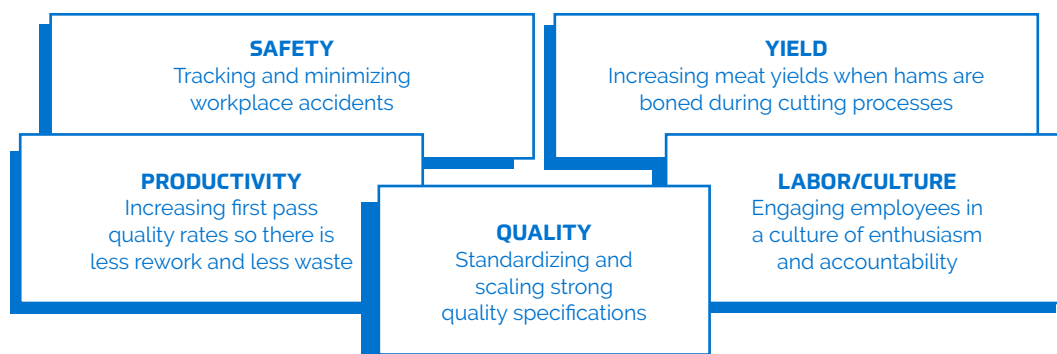 SAFETY
Tracking and minimizing
workplace accidents
YIELD
Increasing meat yields when hams are
boned during cutting processes
PRODUCTIVITY
Increasing first pass
quality rates so there is
less rework and less waste
QUALITY
Standardizing and
scaling strong
quality specifications
LABOR/CULTURE
Engaging employees in
a culture of enthusiasm
and accountability